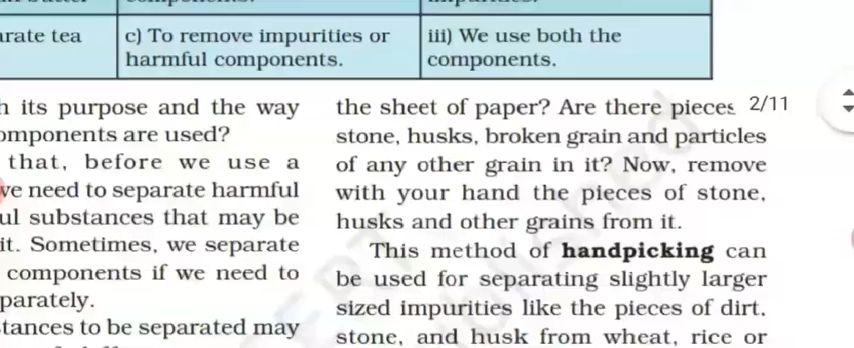 arate tea
c) To remove impurities or
harmful components.
iii) We use both the
components.
its purpose and the way
omponents are used?
that, before we use a
we need to separate harmful
ul substances that may be
it. Sometimes, we separate
components if we need to
parately.
tances to be separated may
the sheet of paper? Are there pieces
stone, husks, broken grain and particles
of any other grain in it? Now, remove
with your hand the pieces of stone,
husks and other grains from it.
This method of handpicking can
be used for separating slightly larger
sized impurities like the pieces of dirt,
stone, and husk from wheat, rice or
2/11